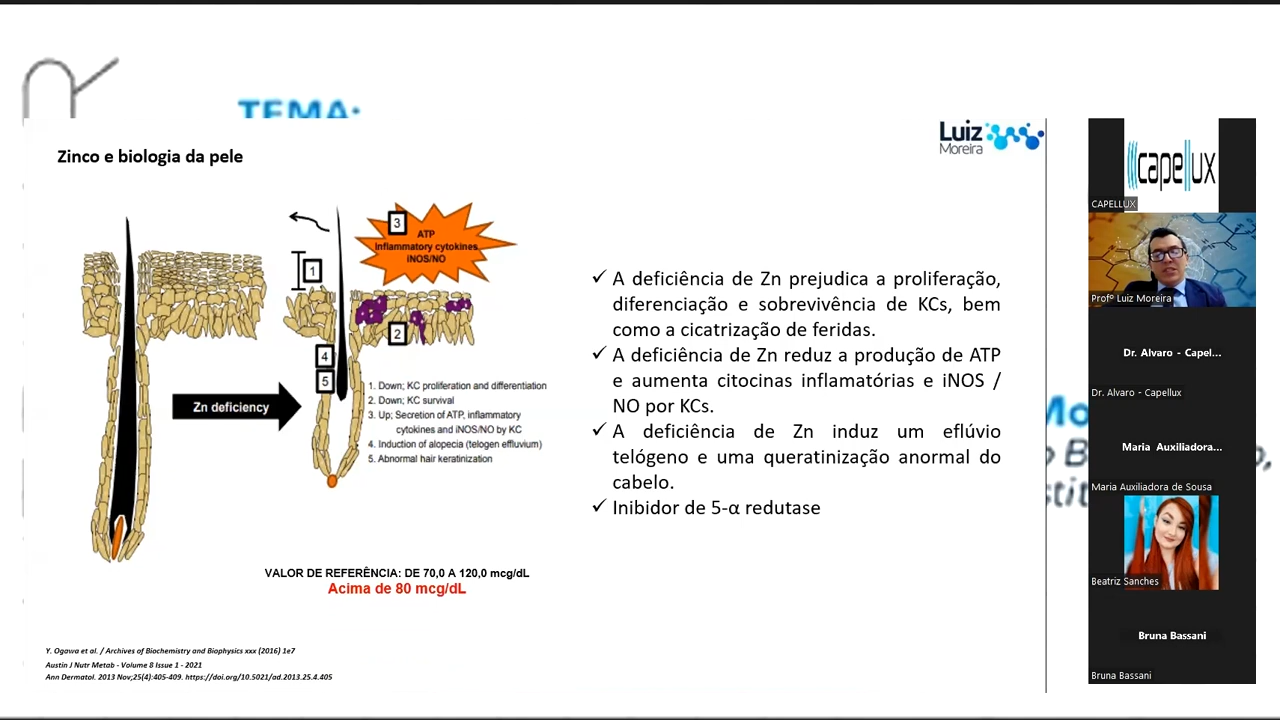 TEMA:
Luiz
Moreira
Zinco e biologia da pele
3
ATP
inflammatory cytokines
iNOS/NO
1
2
4
5
Zn deficiency
1. Down; KC proliferation and differentiation
2. Down; KC survival
3. Up; Secretion of ATP, inflammatory
cytokines and iNOS/NO by KC
4. Induction of alopecia (telogen effluvium)
5. Abnormal hair keratinization
VALOR DE REFERÊNCIA: DE 70,0 A 120,0 mcg/dL
Acima de 80 mcg/dL
✓ A deficiência de Zn prejudica a proliferação,
diferenciação e sobrevivência de KCs, bem
como a cicatrização de feridas.
✓ A deficiência de Zn reduz a produção de ATP
e aumenta citocinas inflamatórias e iNOS /
NO por KCs.
✓ A deficiência de Zn induz um eflúvio
telógeno e uma queratinização anormal do
cabelo.
✓ Inibidor de 5-α redutase
Y. Ogawa et al. / Archives of Biochemistry and Biophysics xxx (2016) 1e7
Austin J Nutr Metab - Volume 8 Issue 1 - 2021
Ann Dermatol. 2013 Nov;25(4):405-409. https://doi.org/10.5021/ad.2013.25.4.405
capellux
CAPELLUX
Profº Luiz Moreira
Dr. Alvaro - Capel...
Dr. Alvaro - Capellux
Maria Auxiliadora...
Maria Auxiliadora de Sousa
Beatriz Sanches
Bruna Bassani
Bruna Bassani